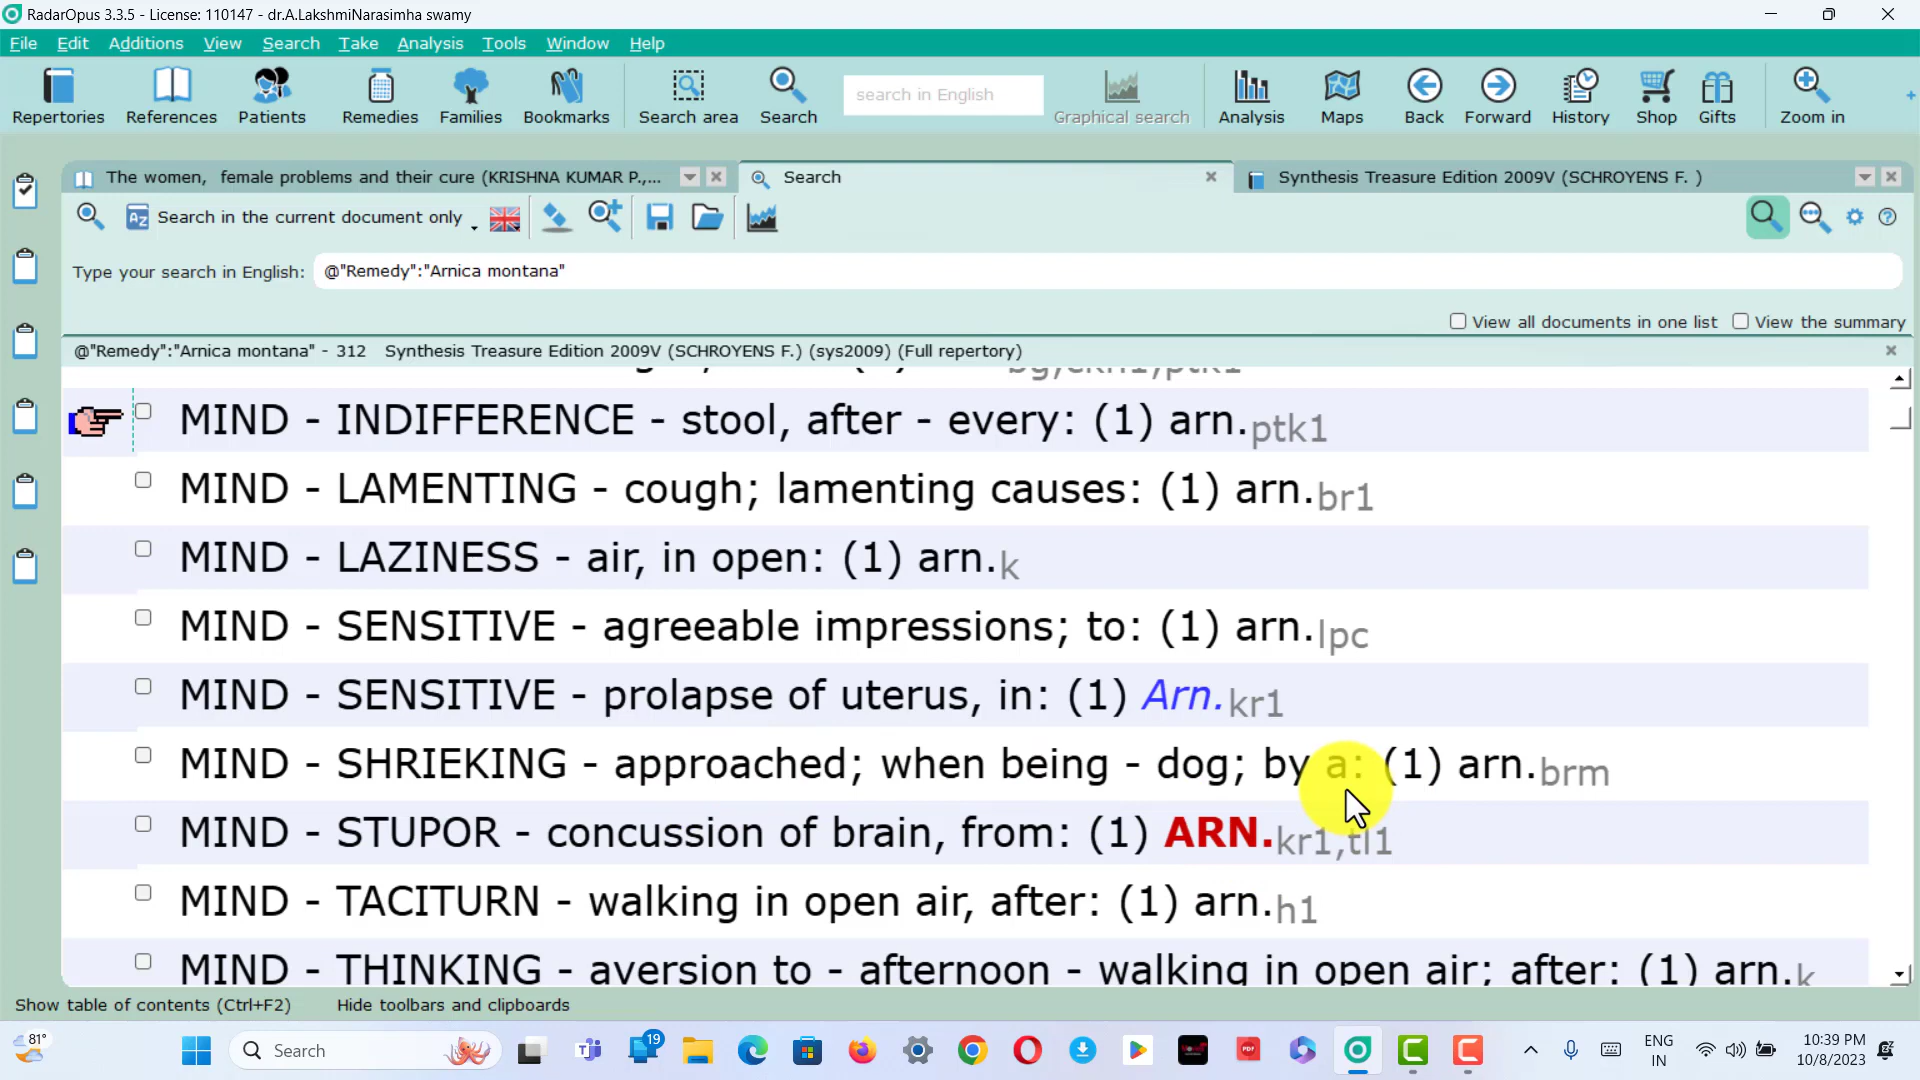 RadarOpus 3.3.5 - License: 110147 - dr.A.LakshmiNarasimha swamy
File Edit Additions View Search Take Analysis Tools Window Help
Repertories References Patients Remedies Families Bookmarks Search area Search search in English Graphical search Analysis Maps Back Forward History Shop Gifts Zoom in
The women, female problems and their cure (KRISHNA KUMAR P.,... Search Synthesis Treasure Edition 2009V (SCHROYENS F. )
Search in the current document only
Type your search in English: @"Remedy":"Arnica montana"
View all documents in one list View the summary
@"Remedy":"Arnica montana" - 312 Synthesis Treasure Edition 2009V (SCHROYENS F.) (sys2009) (Full repertory)
MIND - INDIFFERENCE - stool, after - every: (1) arn.ptk1
MIND - LAMENTING - cough; lamenting causes: (1) arn.br1
MIND - LAZINESS - air, in open: (1) arn.k
MIND - SENSITIVE - agreeable impressions; to: (1) arn.lpc
MIND - SENSITIVE - prolapse of uterus, in: (1) Arn.kr1
MIND - SHRIEKING - approached; when being - dog; by a: (1) arn.brm
MIND - STUPOR - concussion of brain, from: (1) ARN.kr1,tl1
MIND - TACITURN - walking in open air, after: (1) arn.h1
MIND - THINKING - aversion to - afternoon - walking in open air; after: (1) arn.k
Show table of contents (Ctrl+F2) Hide toolbars and clipboards
81° Search 19 PDF ENG 10:39 PM
IN 10/8/2023